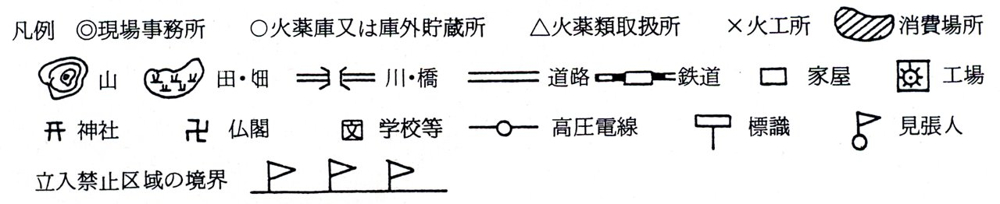 凡例 ◎現場事務所 ○火薬庫又は庫外貯蔵所 △火薬類取扱所 ×火工所 消費場所
山 田・畑 川・橋 道路 鉄道 家屋 工場
神社 卍 仏閣 文 学校等 高圧電線 標識 見張人
立入禁止区域の境界